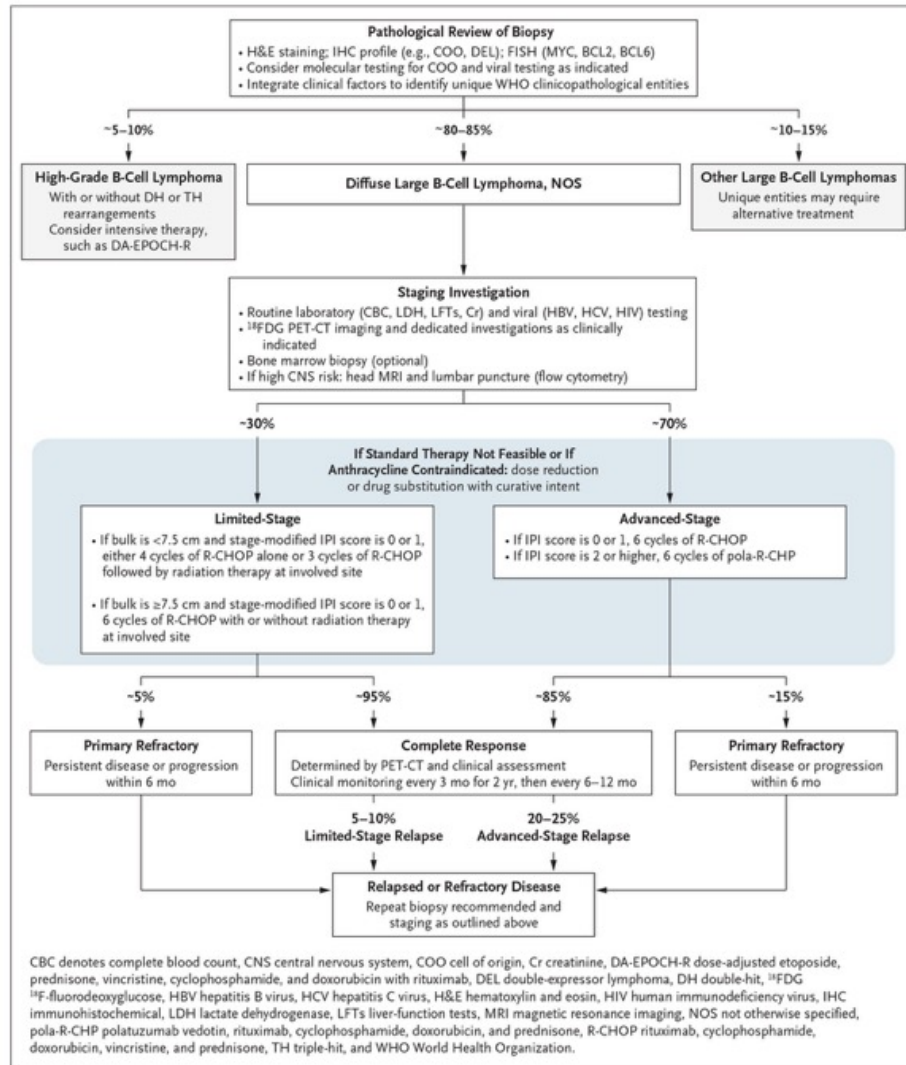 Pathological Review of Biopsy
• H&E staining; IHC profile (e.g., COO, DEL); FISH (MYC, BCL2, BCL6)
• Consider molecular testing for COO and viral testing as indicated
• Integrate clinical factors to identify unique WHO clinicopathological entities
~5–10%
~80–85%
~10–15%
High-Grade B-Cell Lymphoma
With or without DH or TH
rearrangements
Consider intensive therapy,
such as DA-EPOCH-R
Diffuse Large B-Cell Lymphoma, NOS
Other Large B-Cell Lymphomas
Unique entities may require
alternative treatment
Staging Investigation
• Routine laboratory (CBC, LDH, LFTs, Cr) and viral (HBV, HCV, HIV) testing
• ¹⁸FDG PET-CT imaging and dedicated investigations as clinically
indicated
• Bone marrow biopsy (optional)
• If high CNS risk: head MRI and lumbar puncture (flow cytometry)
~30%
~70%
If Standard Therapy Not Feasible or If
Anthracycline Contraindicated: dose reduction
or drug substitution with curative intent
Limited-Stage
• If bulk is <7.5 cm and stage-modified IPI score is 0 or 1,
either 4 cycles of R-CHOP alone or 3 cycles of R-CHOP
followed by radiation therapy at involved site
• If bulk is ≥7.5 cm and stage-modified IPI score is 0 or 1,
6 cycles of R-CHOP with or without radiation therapy
at involved site
Advanced-Stage
• If IPI score is 0 or 1, 6 cycles of R-CHOP
• If IPI score is 2 or higher, 6 cycles of pola-R-CHP
~5%
~95%
~85%
~15%
Primary Refractory
Persistent disease or progression
within 6 mo
Complete Response
Determined by PET-CT and clinical assessment
Clinical monitoring every 3 mo for 2 yr, then every 6–12 mo
Primary Refractory
Persistent disease or progression
within 6 mo
5–10%
Limited-Stage Relapse
20–25%
Advanced-Stage Relapse
Relapsed or Refractory Disease
Repeat biopsy recommended and
staging as outlined above
CBC denotes complete blood count, CNS central nervous system, COO cell of origin, Cr creatinine, DA-EPOCH-R dose-adjusted etoposide,
prednisone, vincristine, cyclophosphamide, and doxorubicin with rituximab, DEL double-expressor lymphoma, DH double-hit, ¹⁸FDG
¹⁸F-fluorodeoxyglucose, HBV hepatitis B virus, HCV hepatitis C virus, H&E hematoxylin and eosin, HIV human immunodeficiency virus, IHC
immunohistochemical, LDH lactate dehydrogenase, LFTs liver-function tests, MRI magnetic resonance imaging, NOS not otherwise specified,
pola-R-CHP polatuzumab vedotin, rituximab, cyclophosphamide, doxorubicin, and prednisone, R-CHOP rituximab, cyclophosphamide,
doxorubicin, vincristine, and prednisone, TH triple-hit, and WHO World Health Organization.